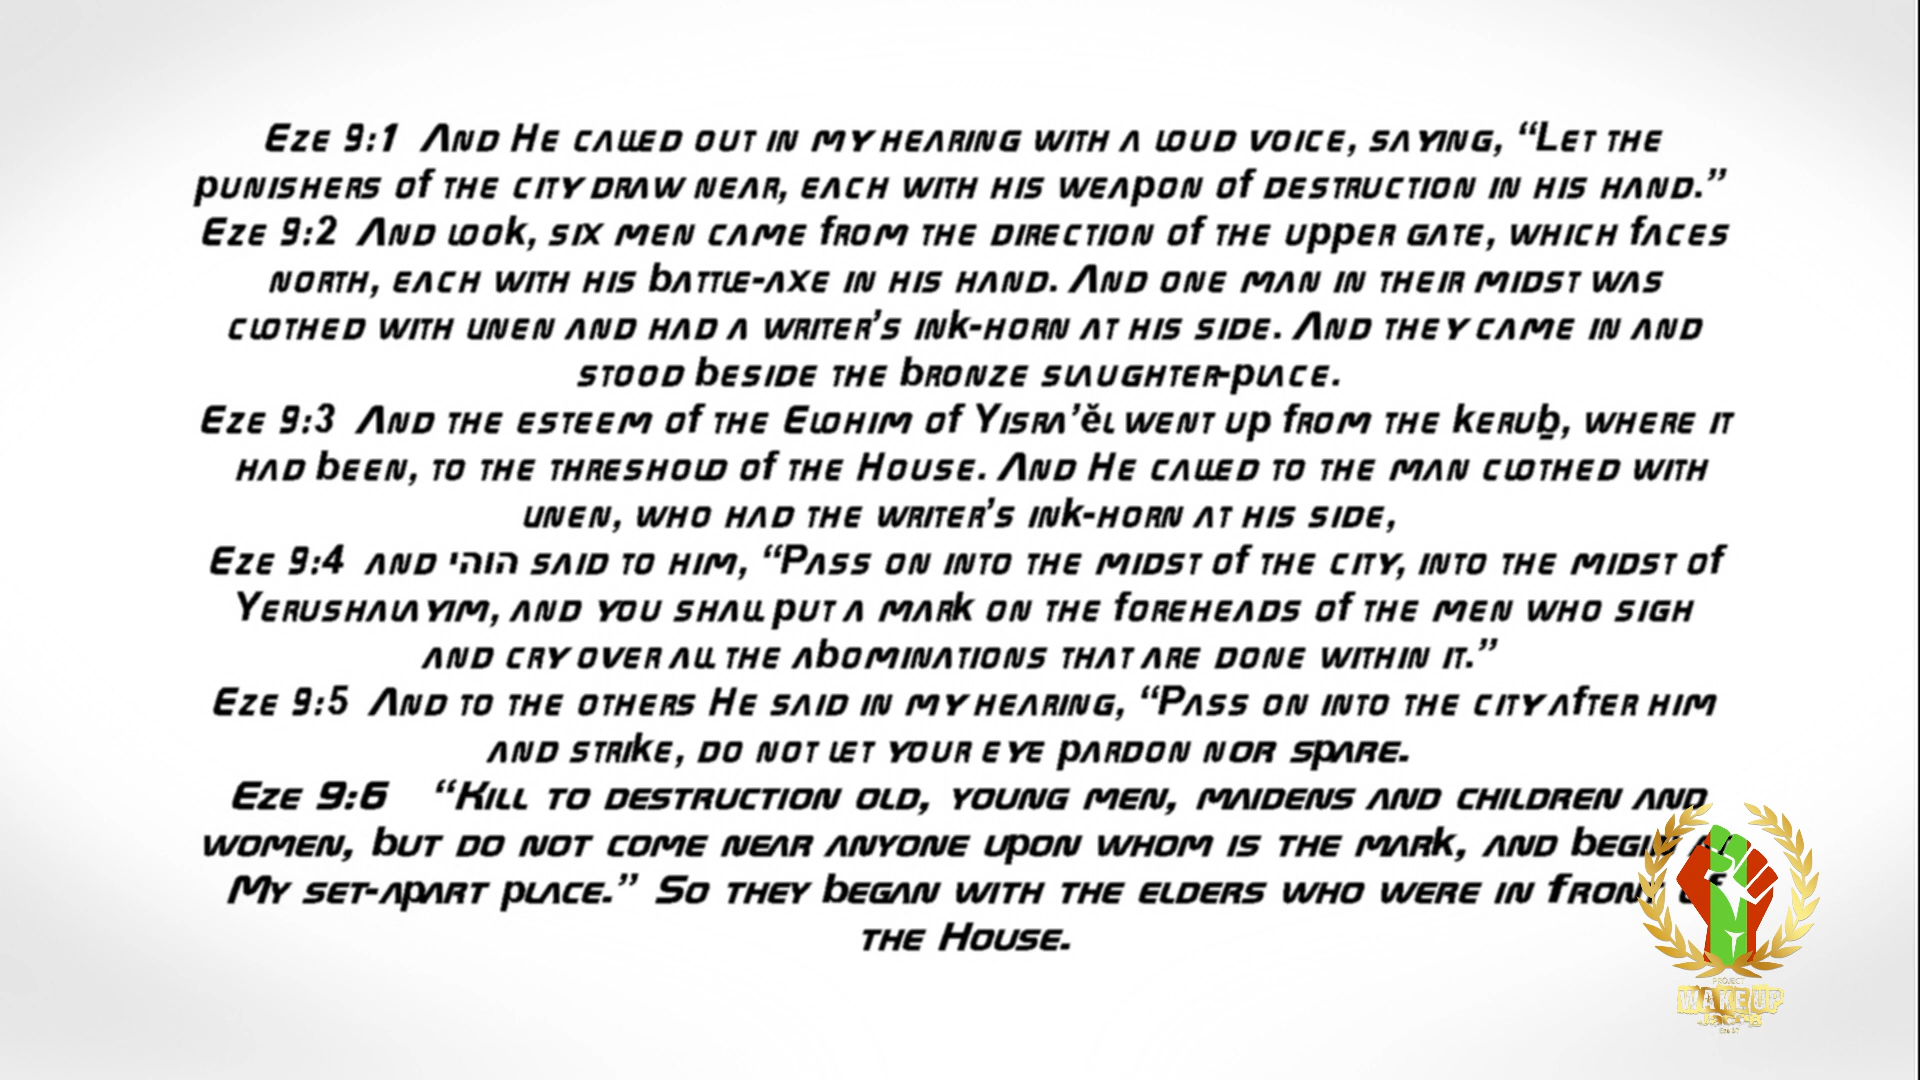 Eze 9:1 And He called out in my hearing with a loud voice, saying, “Let the
punishers of the city draw near, each with his weapon of destruction in his hand.”
Eze 9:2 And look, six men came from the direction of the upper gate, which faces
north, each with his battle-axe in his hand. And one man in their midst was
clothed with linen and had a writer’s ink-horn at his side. And they came in and
stood beside the bronze slaughter-place.
Eze 9:3 And the esteem of the Elohim of Yisra’ĕl went up from the keruḇ, where it
had been, to the threshold of the House. And He called to the man clothed with
linen, who had the writer’s ink-horn at his side,
Eze 9:4 and יהוה said to him, “Pass on into the midst of the city, into the midst of
Yerushalayim, and you shall put a mark on the foreheads of the men who sigh
and cry over all the abominations that are done within it.”
Eze 9:5 And to the others He said in my hearing, “Pass on into the city after him
and strike, do not let your eye pardon nor spare.
Eze 9:6 “Kill to destruction old, young men, maidens and children and
women, but do not come near anyone upon whom is the mark, and begin at
My set-apart place.” So they began with the elders who were in front of
the House.
PROJECT
WAKE UP
Jacob
Eze 37